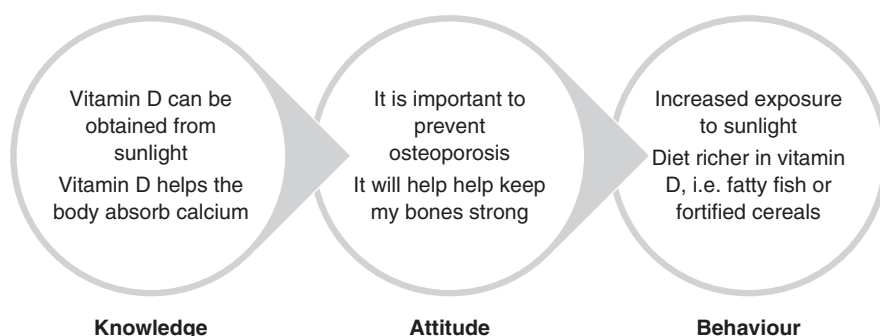 Vitamin D can be
obtained from
sunlight
Vitamin D helps the
body absorb calcium
It is important to
prevent
osteoporosis
It will help help keep
my bones strong
Increased exposure
to sunlight
Diet richer in vitamin
D, i.e. fatty fish or
fortified cereals
Knowledge
Attitude
Behaviour